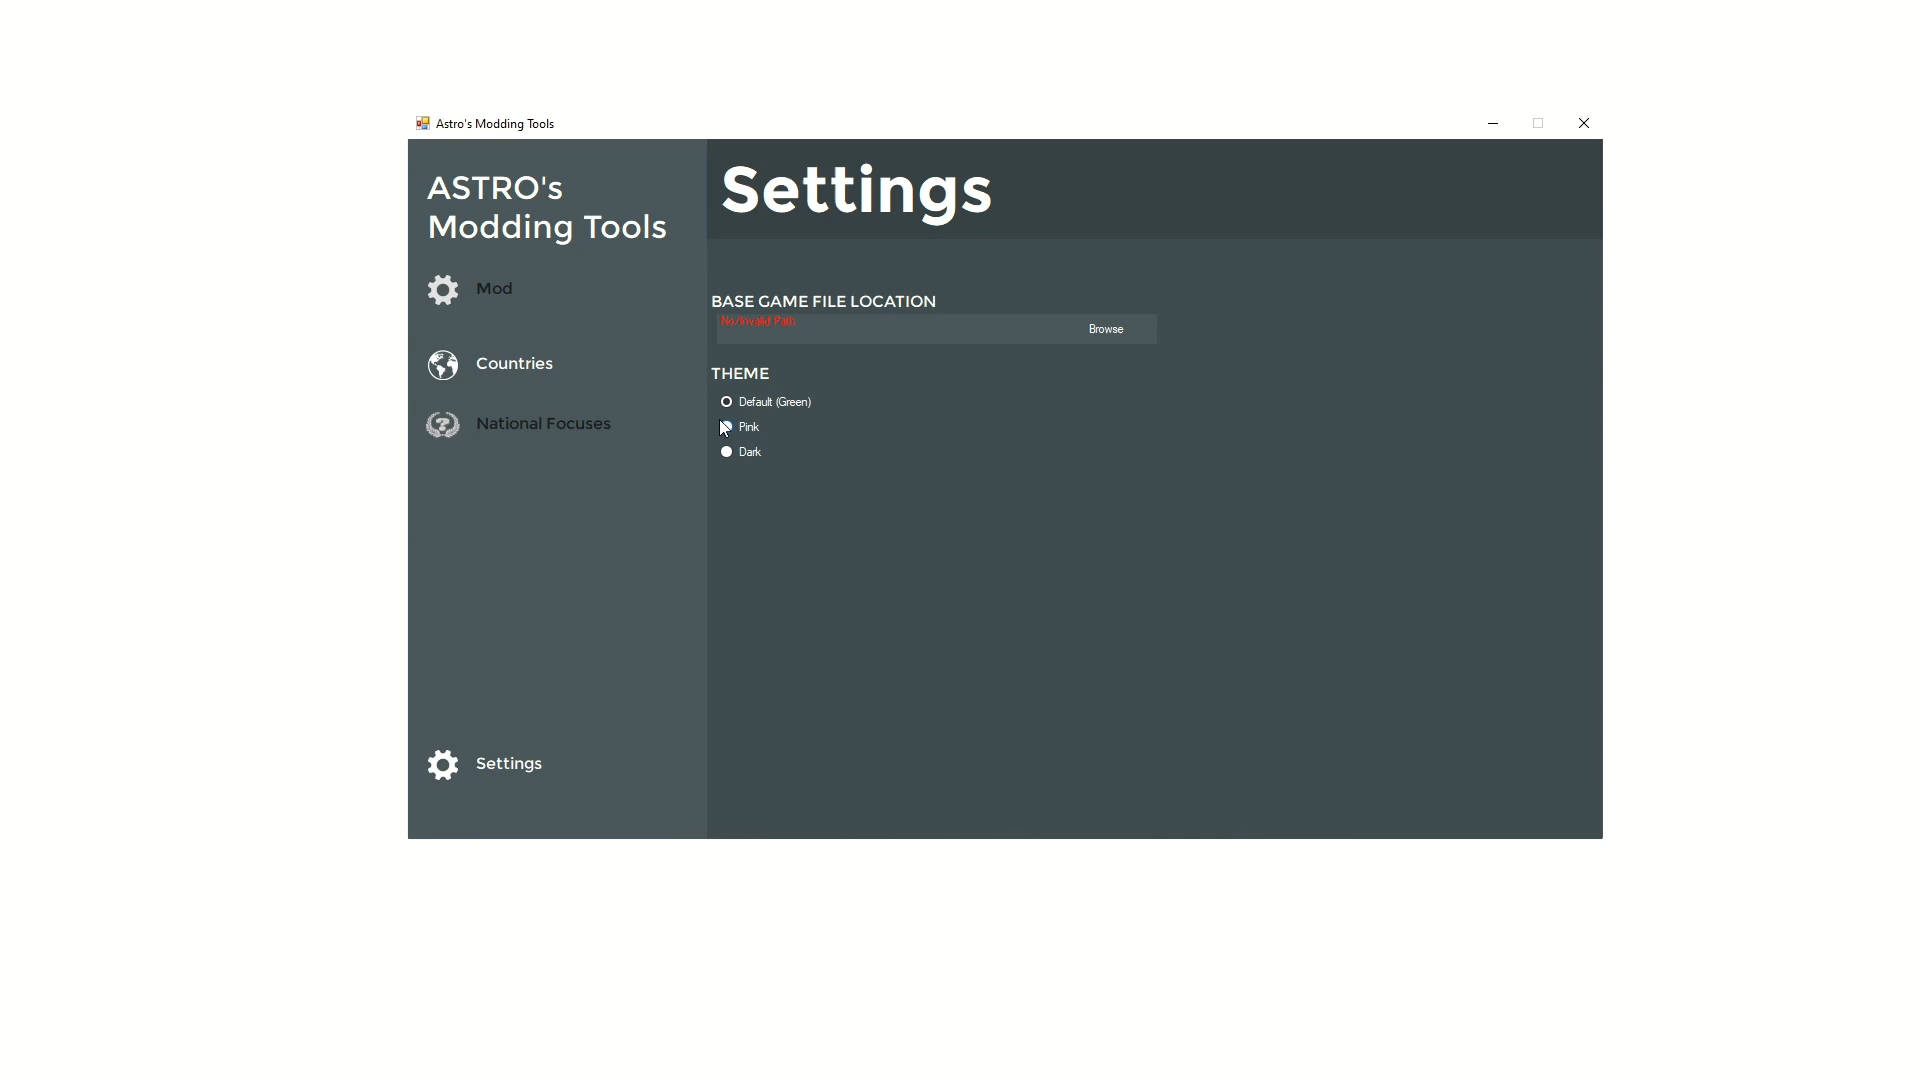 Astro's Modding Tools
ASTRO's
Modding Tools
Mod
Countries
National Focuses
Settings
Settings
BASE GAME FILE LOCATION
No/Invalid Path
Browse
THEME
Default (Green)
Pink
Dark